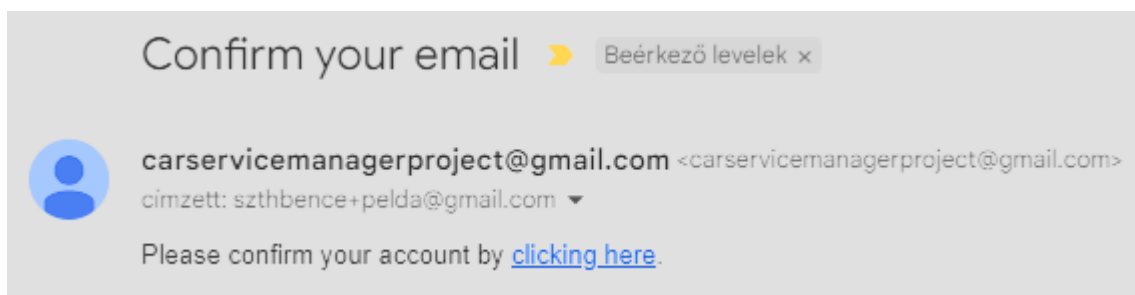 Confirm your email Beérkező levelek ×
carservicemanagerproject@gmail.com <carservicemanagerproject@gmail.com>
címzett: szthbence+pelda@gmail.com
Please confirm your account by clicking here.